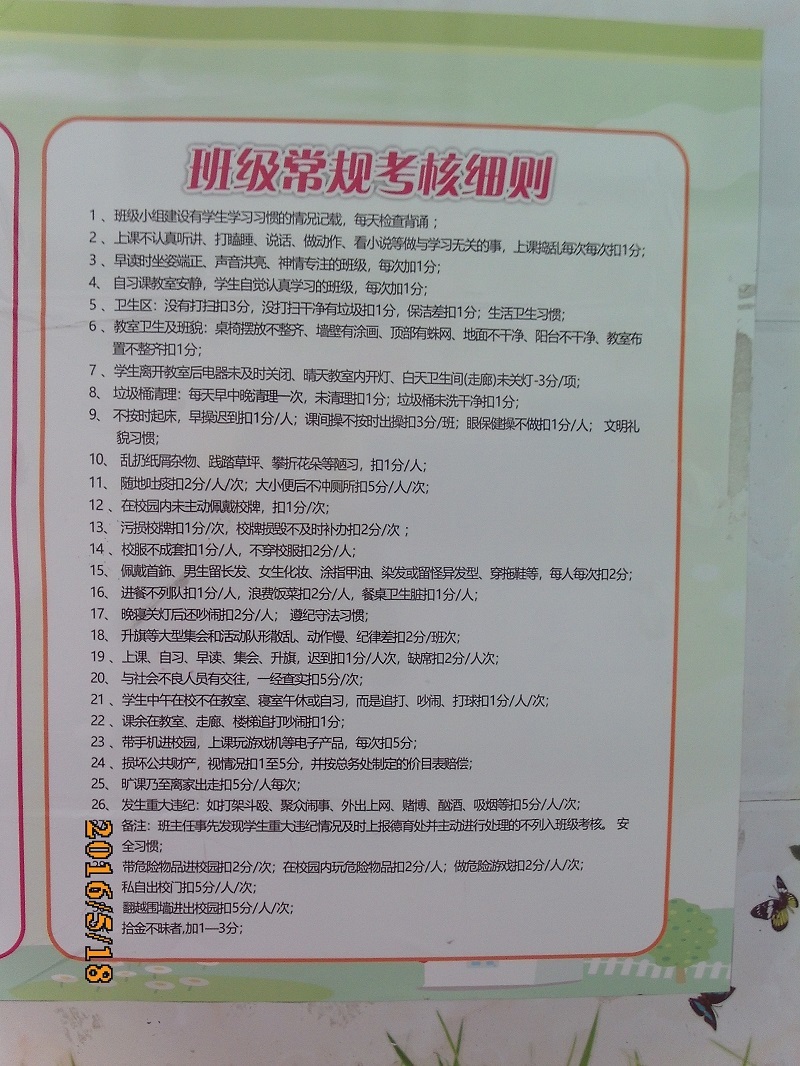 班级常规考核细则
1、班级小组建设有学生学习习惯的情况记载，每天检查背诵；
2、上课不认真听讲、打瞌睡、说话、做动作、看小说等做与学习无关的事，上课捣乱每次每次扣1分；
3、早读时坐姿端正、声音洪亮、神情专注的班级，每次加1分；
4、自习课教室安静，学生自觉认真学习的班级，每次加1分；
5、卫生区：没有打扫扣3分，没打扫干净有垃圾扣1分，保洁差扣1分；生活卫生习惯；
6、教室卫生及班貌：桌椅摆放不整齐、墙壁有涂画、顶部有蛛网、地面不干净、阳台不干净、教室布
置不整齐扣1分；
7、学生离开教室后电器未及时关闭、晴天教室内开灯、白天卫生间(走廊)未关灯-3分/项；
8、垃圾桶清理：每天早中晚清理一次，未清理扣1分；垃圾桶未洗干净扣1分；
9、不按时起床，早操迟到扣1分/人；课间操不按时出操扣3分/班；眼保健操不做扣1分/人； 文明礼
貌习惯；
10、乱扔纸屑杂物、践踏草坪、攀折花朵等陋习，扣1分/人；
11、随地吐痰扣2分/人/次；大小便后不冲厕所扣5分/人/次；
12、在校园内未主动佩戴校牌，扣1分/次；
13、污损校牌扣1分/次，校牌损毁不及时补办扣2分/次；
14、校服不成套扣1分/人，不穿校服扣2分/人；
15、佩戴首饰、男生留长发、女生化妆、涂指甲油、染发或留怪异发型、穿拖鞋等，每人每次扣2分；
16、进餐不列队扣1分/人，浪费饭菜扣2分/人，餐桌卫生脏扣1分/人；
17、晚寝关灯后还吵闹扣2分/人； 遵纪守法习惯；
18、升旗等大型集会和活动队形散乱、动作慢、纪律差扣2分/班次；
19、上课、自习、早读、集会、升旗，迟到扣1分/人次，缺席扣2分/人次；
20、与社会不良人员有交往，一经查实扣5分/次；
21、学生中午在校不在教室、寝室午休或自习，而是追打、吵闹、打球扣1分/人/次；
22、课余在教室、走廊、楼梯追打吵闹扣1分；
23、带手机进校园，上课玩游戏机等电子产品，每次扣5分；
24、损坏公共财产，视情况扣1至5分，并按总务处制定的价目表赔偿；
25、旷课乃至离家出走扣5分/人每次；
26、发生重大违纪：如打架斗殴、聚众闹事、外出上网、赌博、酗酒、吸烟等扣5分/人/次；
备注：班主任事先发现学生重大违纪情况及时上报德育处并主动进行处理的不列入班级考核。 安
全习惯；
带危险物品进校园扣2分/次；在校园内玩危险物品扣2分/人；做危险游戏扣2分/人/次；
私自出校门扣5分/人/次；
翻越围墙进出校园扣5分/人/次；
拾金不昧者,加1—3分；
2016/5/18